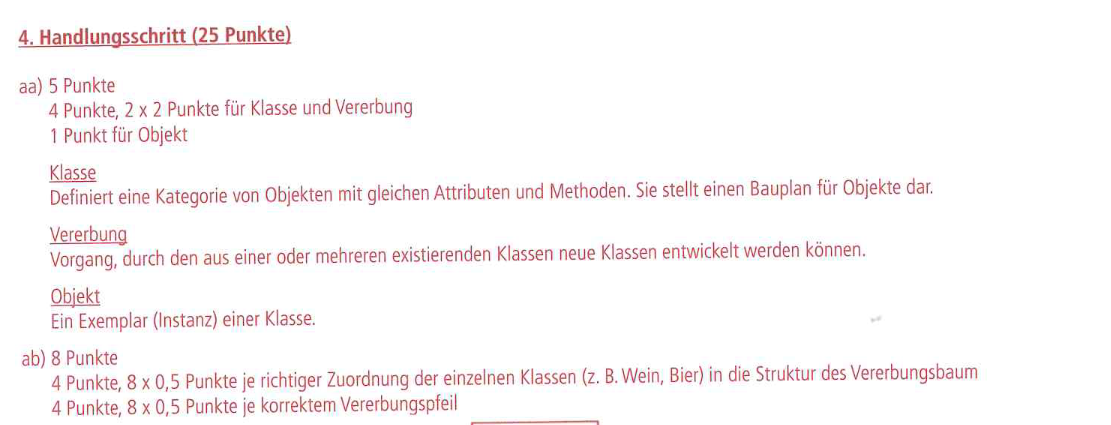 4. Handlungsschritt (25 Punkte)
aa) 5 Punkte
4 Punkte, 2 x 2 Punkte für Klasse und Vererbung
1 Punkt für Objekt
Klasse
Definiert eine Kategorie von Objekten mit gleichen Attributen und Methoden. Sie stellt einen Bauplan für Objekte dar.
Vererbung
Vorgang, durch den aus einer oder mehreren existierenden Klassen neue Klassen entwickelt werden können.
Objekt
Ein Exemplar (Instanz) einer Klasse.
ab) 8 Punkte
4 Punkte, 8 x 0,5 Punkte je richtiger Zuordnung der einzelnen Klassen (z. B. Wein, Bier) in die Struktur des Vererbungsbaum
4 Punkte, 8 x 0,5 Punkte je korrektem Vererbungspfeil